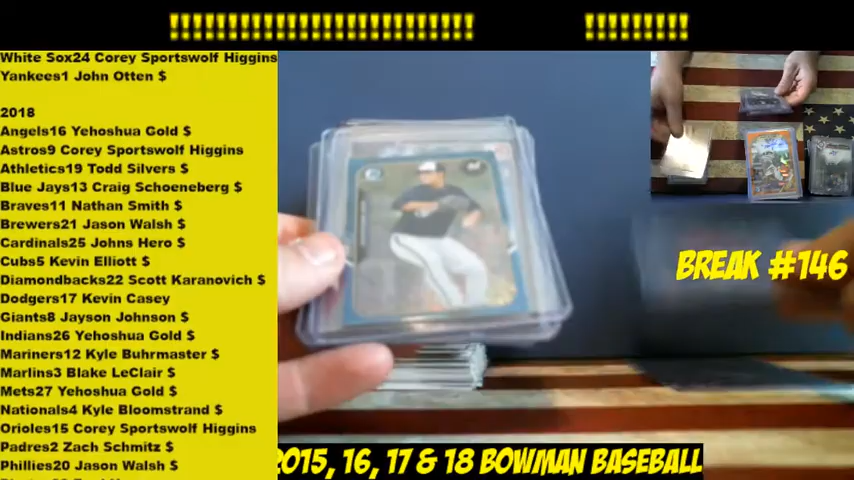 !!!!!!!!!!!!!!!!!!!!!!!!!!!!! !!!!!!!!!!
White Sox24 Corey Sportswolf Higgins
Yankees1 John Otten $
2018
Angels16 Yehoshua Gold $
Astros9 Corey Sportswolf Higgins
Athletics19 Todd Silvers $
Blue Jays13 Craig Schoeneberg $
Braves11 Nathan Smith $
Brewers21 Jason Walsh $
Cardinals25 Johns Hero $
Cubs5 Kevin Elliott $
Diamondbacks22 Scott Karanovich $
Dodgers17 Kevin Casey
Giants8 Jayson Johnson $
Indians26 Yehoshua Gold $
Mariners12 Kyle Buhrmaster $
Marlins3 Blake LeClair $
Mets27 Yehoshua Gold $
Nationals4 Kyle Bloomstrand $
Orioles15 Corey Sportswolf Higgins
Padres2 Zach Schmitz $
Phillies20 Jason Walsh $
BREAK #146
2015, 16, 17 & 18 BOWMAN BASEBALL